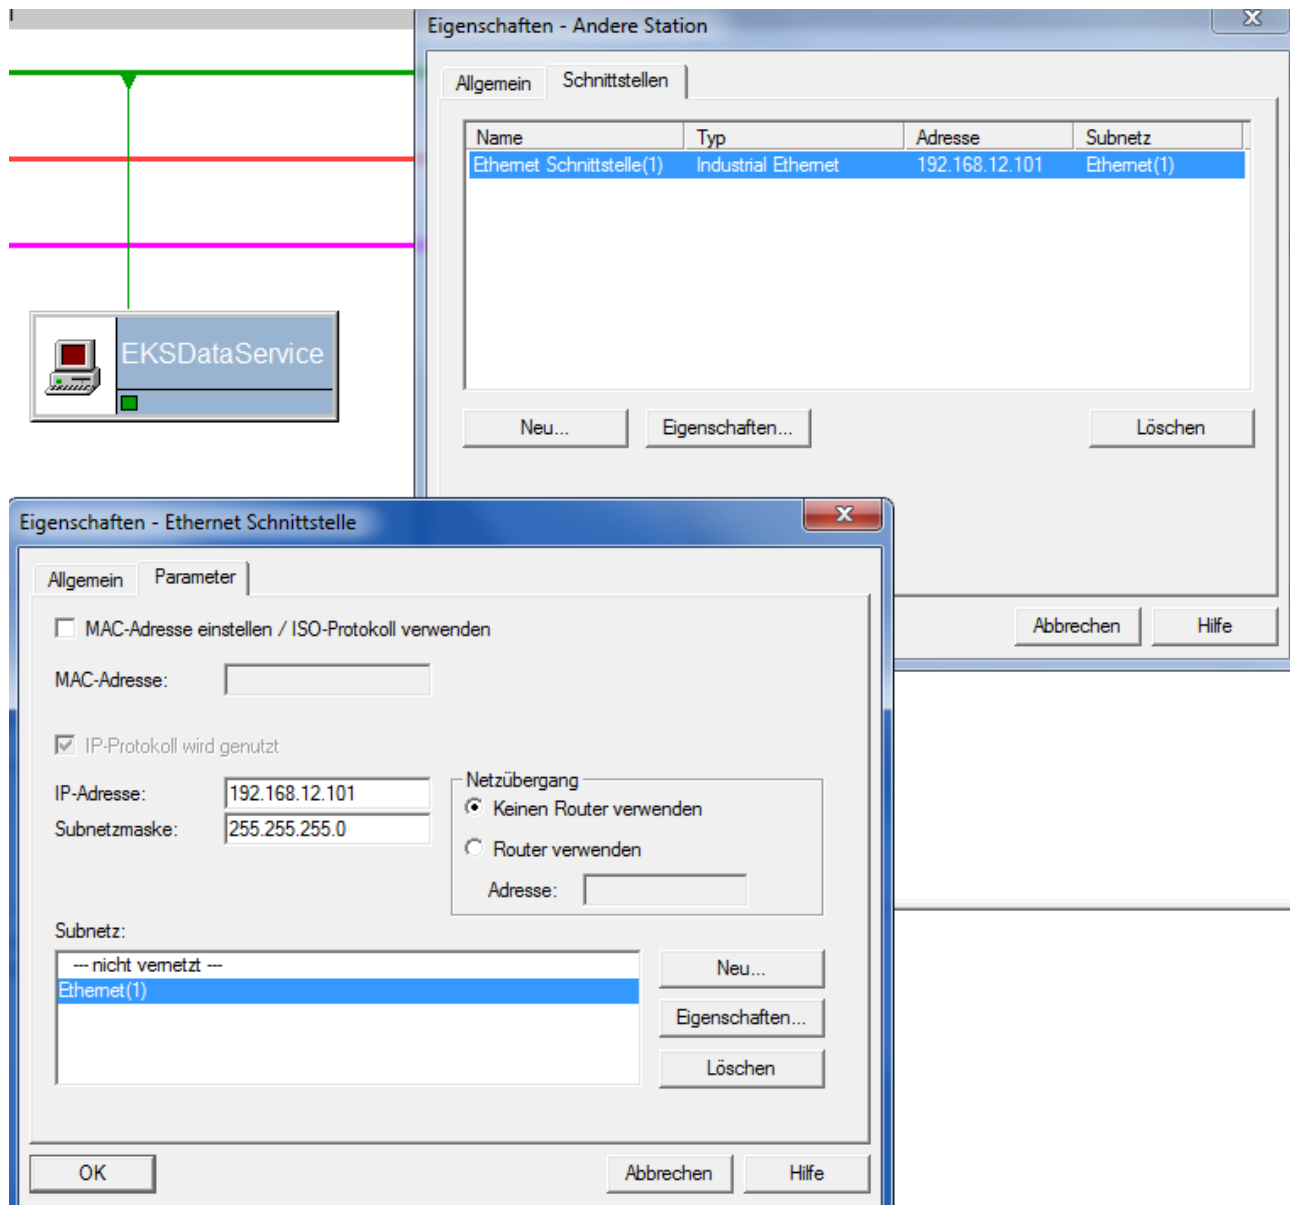 Eigenschaften - Andere Station
Allgemein Schnittstellen
Name Typ Adresse Subnetz
Ethernet Schnittstelle(1) Industrial Ethernet 192.168.12.101 Ethernet(1)
EKSDataService
Neu... Eigenschaften... Löschen
Abbrechen Hilfe
Eigenschaften - Ethernet Schnittstelle
Allgemein Parameter
MAC-Adresse einstellen / ISO-Protokoll verwenden
MAC-Adresse:
IP-Protokoll wird genutzt
IP-Adresse: 192.168.12.101
Subnetzmaske: 255.255.255.0
Netzübergang
Keinen Router verwenden
Router verwenden
Adresse:
Subnetz:
--- nicht vernetzt ---
Ethernet(1)
Neu...
Eigenschaften...
Löschen
OK Abbrechen Hilfe